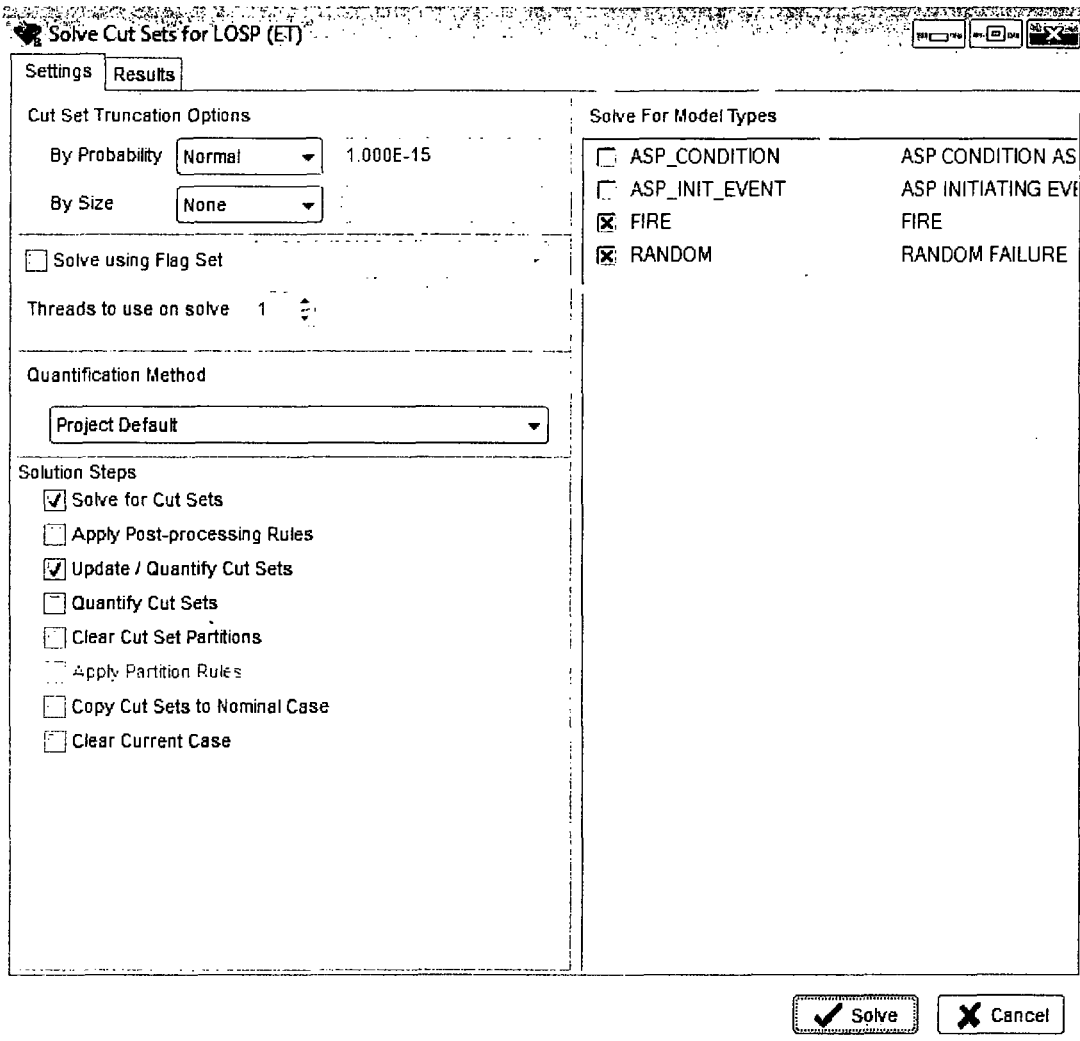 Solve Cut Sets for LOSP (ET)
Settings
Results
Cut Set Truncation Options
By Probability
Normal
1.000E-15
By Size
None
Solve using Flag Set
Threads to use on solve
1
Quantification Method
Project Default
Solution Steps
Solve for Cut Sets
Apply Post-processing Rules
Update / Quantify Cut Sets
Quantify Cut Sets
Clear Cut Set Partitions
Apply Partition Rules
Copy Cut Sets to Nominal Case
Clear Current Case
Solve For Model Types
ASP_CONDITION ASP CONDITION AS
ASP_INIT_EVENT ASP INITIATING EVE
FIRE FIRE
RANDOM RANDOM FAILURE
Solve
Cancel